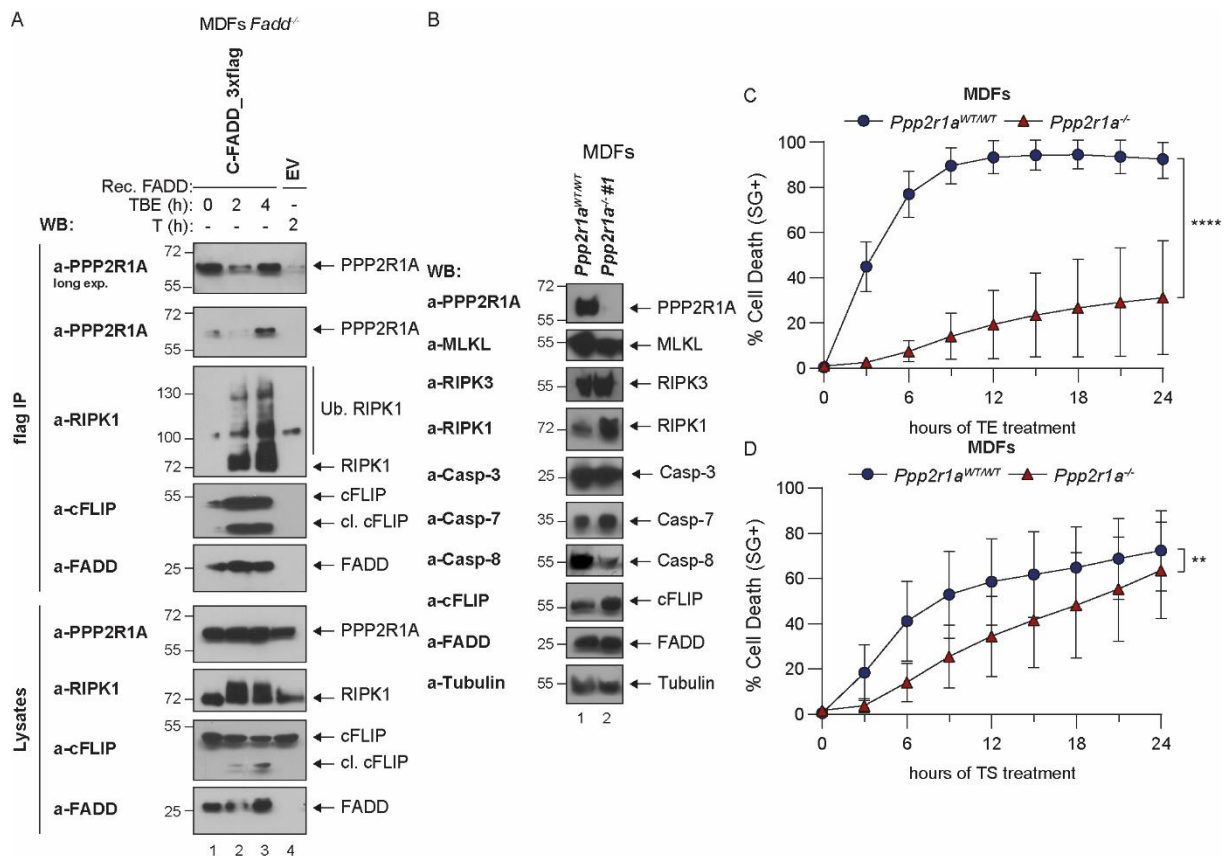 A
MDFs Fadd-/-
C-FADD_3xflag
EV
Rec. FADD:
TBE (h): 0 2 4 -
WB: T (h): - - - 2
flag IP
a-PPP2R1A
long exp.
72
55
PPP2R1A
a-PPP2R1A
72
55
PPP2R1A
a-RIPK1
130
100
72
Ub. RIPK1
RIPK1
a-cFLIP
55
cFLIP
cl. cFLIP
a-FADD
25
FADD
Lysates
a-PPP2R1A
72
55
PPP2R1A
a-RIPK1
72
RIPK1
a-cFLIP
55
cFLIP
cl. cFLIP
a-FADD
25
FADD
1 2 3 4
B
MDFs
Ppp2r1aWT/WT
Ppp2r1a-/- #1
WB:
a-PPP2R1A
72
55
PPP2R1A
a-MLKL
55
MLKL
a-RIPK3
55
RIPK3
a-RIPK1
72
RIPK1
a-Casp-3
25
Casp-3
a-Casp-7
35
Casp-7
a-Casp-8
55
Casp-8
a-cFLIP
55
cFLIP
a-FADD
25
FADD
a-Tubulin
55
Tubulin
1 2
C
MDFs
Ppp2r1aWT/WT Ppp2r1a-/-
% Cell Death (SG+)
100
80
60
40
20
0
****
0 6 12 18 24
hours of TE treatment
D
MDFs
Ppp2r1aWT/WT Ppp2r1a-/-
% Cell Death (SG+)
100
80
60
40
20
0
**
0 6 12 18 24
hours of TS treatment